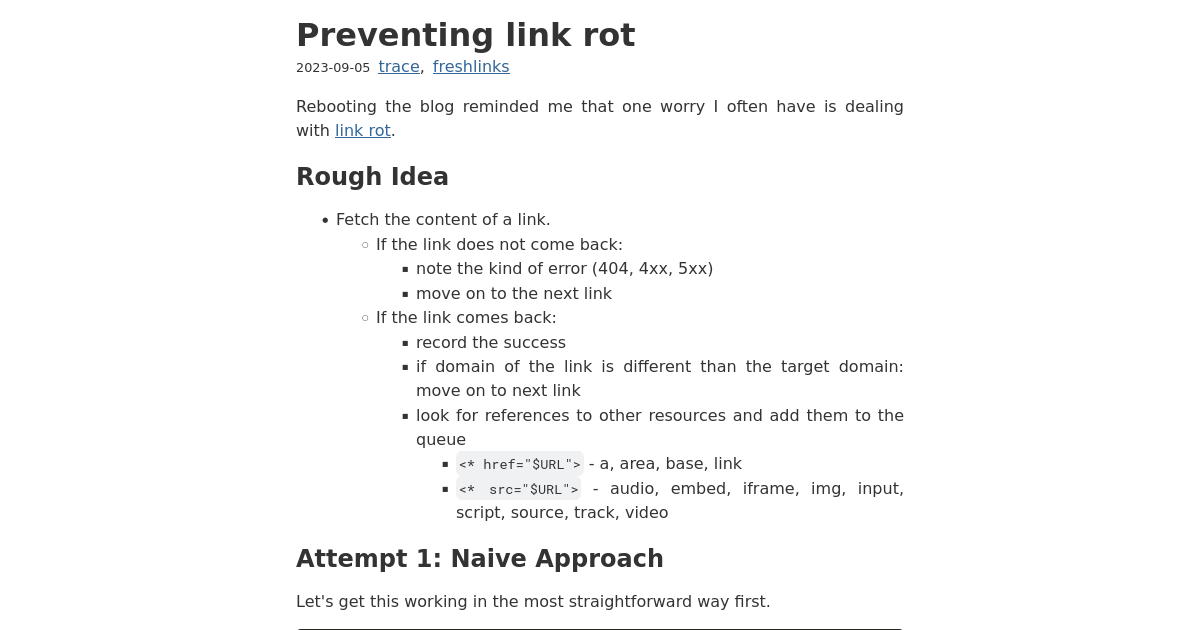 Preventing link rot
2023-09-05 trace, freshlinks
Rebooting the blog reminded me that one worry I often have is dealing
with link rot.
Rough Idea
• Fetch the content of a link.
◦ If the link does not come back:
▪ note the kind of error (404, 4xx, 5xx)
▪ move on to the next link
◦ If the link comes back:
▪ record the success
▪ if domain of the link is different than the target domain:
move on to next link
▪ look for references to other resources and add them to the
queue
▪ <* href="$URL"> - a, area, base, link
▪ <* src="$URL"> - audio, embed, iframe, img, input,
script, source, track, video
Attempt 1: Naive Approach
Let's get this working in the most straightforward way first.